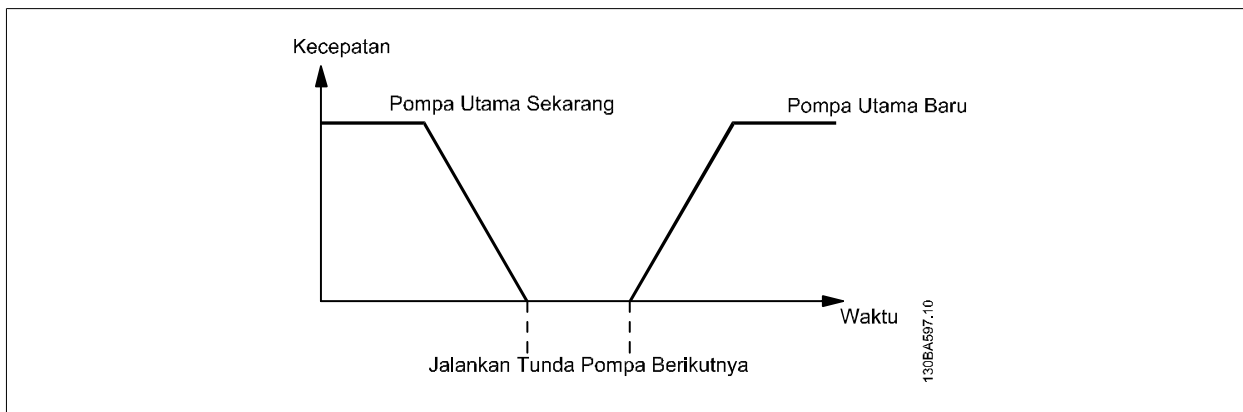 Kecepatan
Pompa Utama Sekarang
Pompa Utama Baru
Waktu
Jalankan Tunda Pompa Berikutnya
130BA597.10